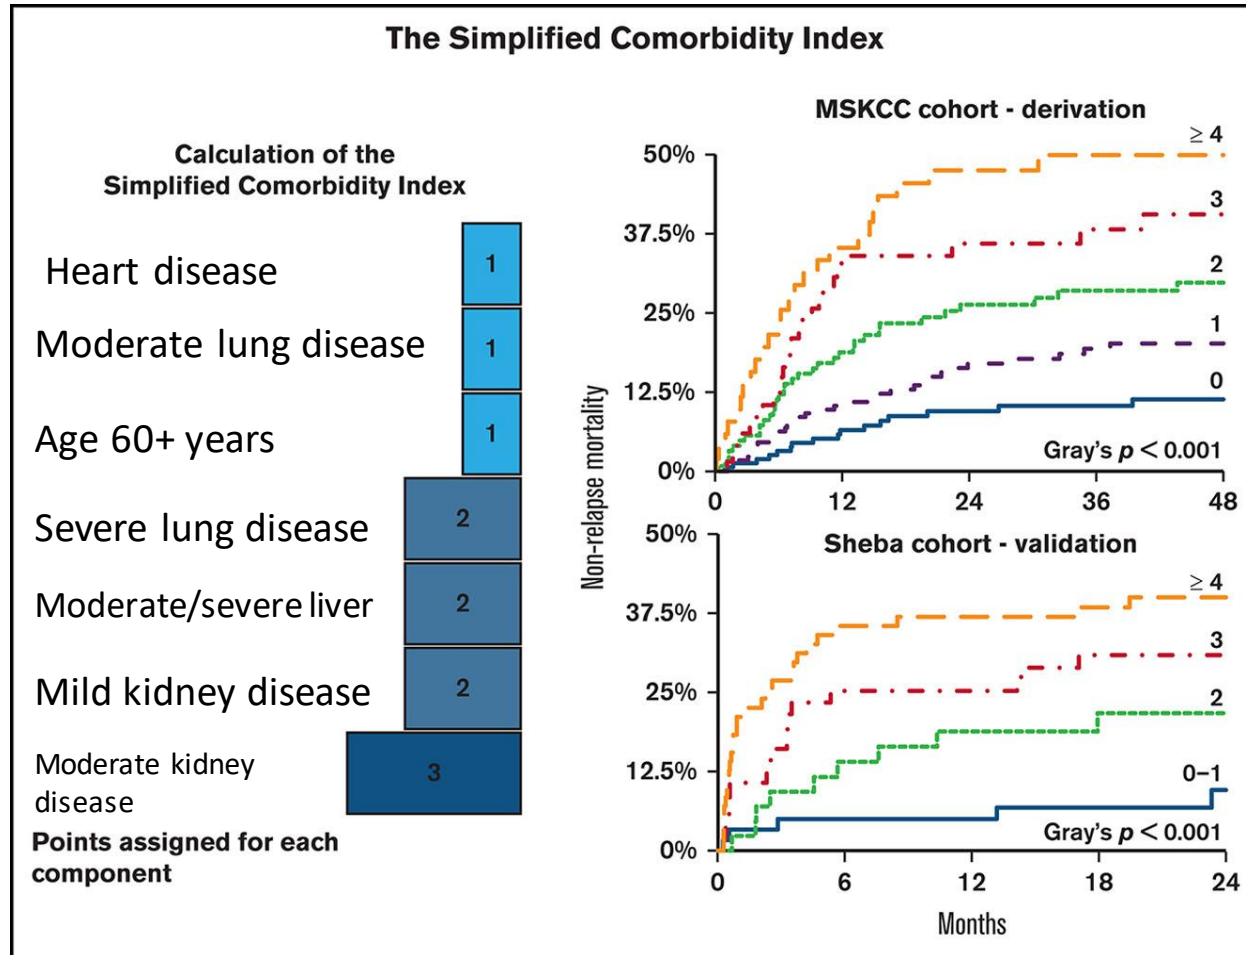 The Simplified Comorbidity Index
Calculation of the
Simplified Comorbidity Index
Heart disease
1
Moderate lung disease
1
Age 60+ years
1
Severe lung disease
2
Moderate/severe liver
2
Mild kidney disease
2
Moderate kidney
disease
3
Points assigned for each
component
Non-relapse mortality
MSKCC cohort - derivation
50%
37.5%
25%
12.5%
0%
≥ 4
3
2
1
0
Gray's p < 0.001
0 12 24 36 48
Sheba cohort - validation
50%
37.5%
25%
12.5%
0%
≥ 4
3
2
0–1
Gray's p < 0.001
0 6 12 18 24
Months